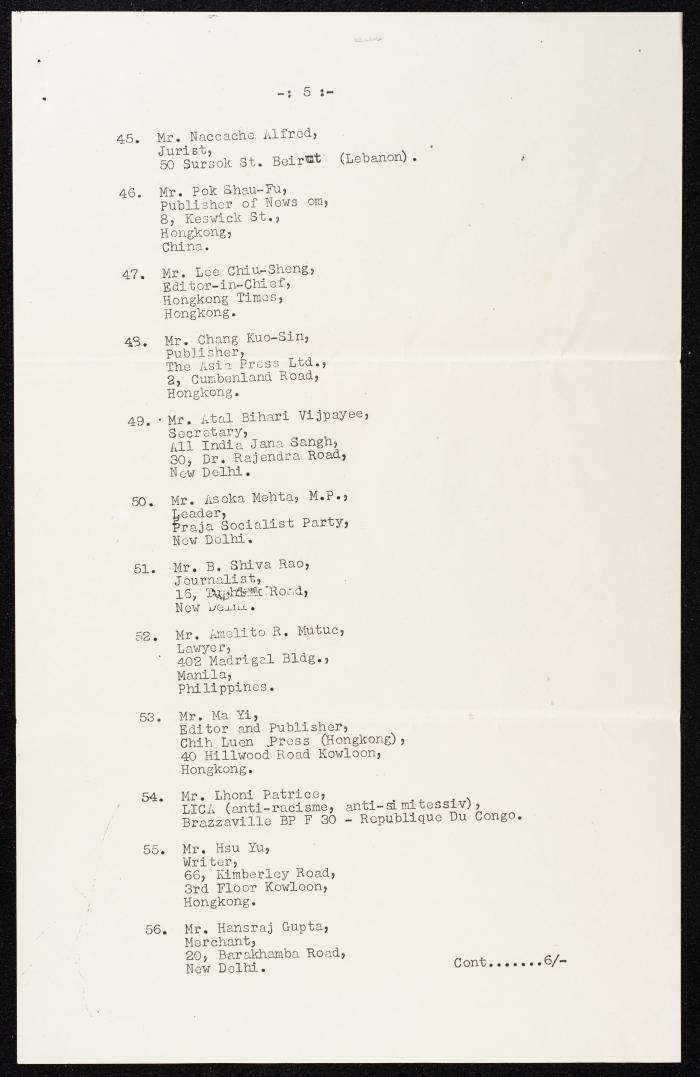 -: 5 :-
45. Mr. Naccache Alfred,
Jurist,
50 Sursok St. Beirut (Lebanon).
46. Mr. Pok Shau-Fu,
Publisher of News om,
8, Keswick St.,
Hongkong,
China.
47. Mr. Lee Chiu-Sheng,
Editor-in-Chief,
Hongkong Times,
Hongkong.
48. Mr. Chang Kuo-Sin,
Publisher,
The Asia Press Ltd.,
2, Cumbenland Road,
Hongkong.
49. Mr. Atal Bihari Vijpayee,
Secretary,
All India Jana Sangh,
30, Dr. Rajendra Road,
New Delhi.
50. Mr. Asoka Mehta, M.P.,
Leader,
Praja Socialist Party,
New Delhi.
51. Mr. B. Shiva Rao,
Journalist,
16, Road,
New Delhi.
52. Mr. Amelito R. Mutuc,
Lawyer,
402 Madrigal Bldg.,
Manila,
Philippines.
53. Mr. Ma Yi,
Editor and Publisher,
Chih Luen Press (Hongkong),
40 Hillwood Road Kowloon,
Hongkong.
54. Mr. Lhoni Patrice,
LICA (anti-racisme, anti-simitessiv),
Brazzaville BP F 30 - Republique Du Congo.
55. Mr. Hsu Yu,
Writer,
66, Kimberley Road,
3rd Floor Kowloon,
Hongkong.
56. Mr. Hansraj Gupta,
Merchant,
20, Barakhamba Road,
New Delhi.
Cont.......6/-